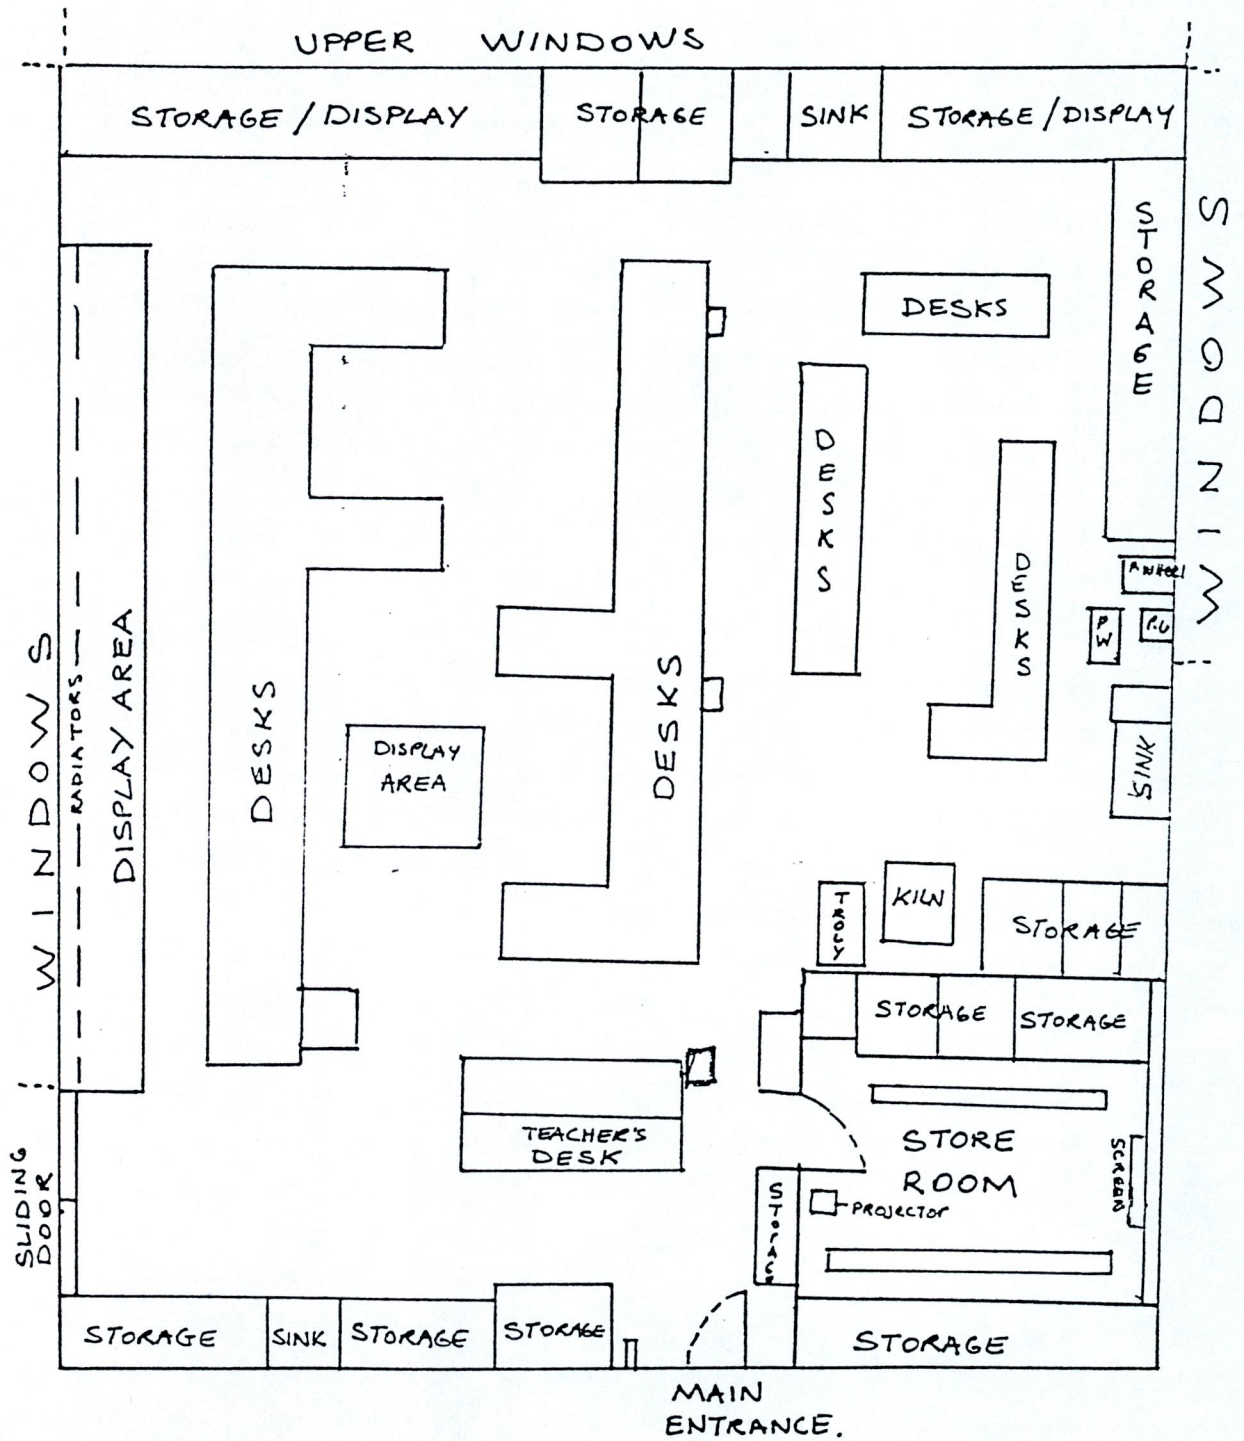 UPPER WINDOWS
STORAGE / DISPLAY
STORAGE
SINK
STORAGE / DISPLAY
STORAGE
WINDOWS
DESKS
DESKS
DESKS
P.WHEEL
PW
P.W
SINK
WINDOWS
RADIATORS
DISPLAY AREA
DESKS
DISPLAY
AREA
DESKS
TROLY
KILN
STORAGE
STORAGE
STORAGE
TEACHER'S
DESK
STORE
ROOM
SCREEN
PROJECTOR
STORAGE
SLIDING
DOOR
STORAGE
SINK
STORAGE
STORAGE
STORAGE
MAIN
ENTRANCE.